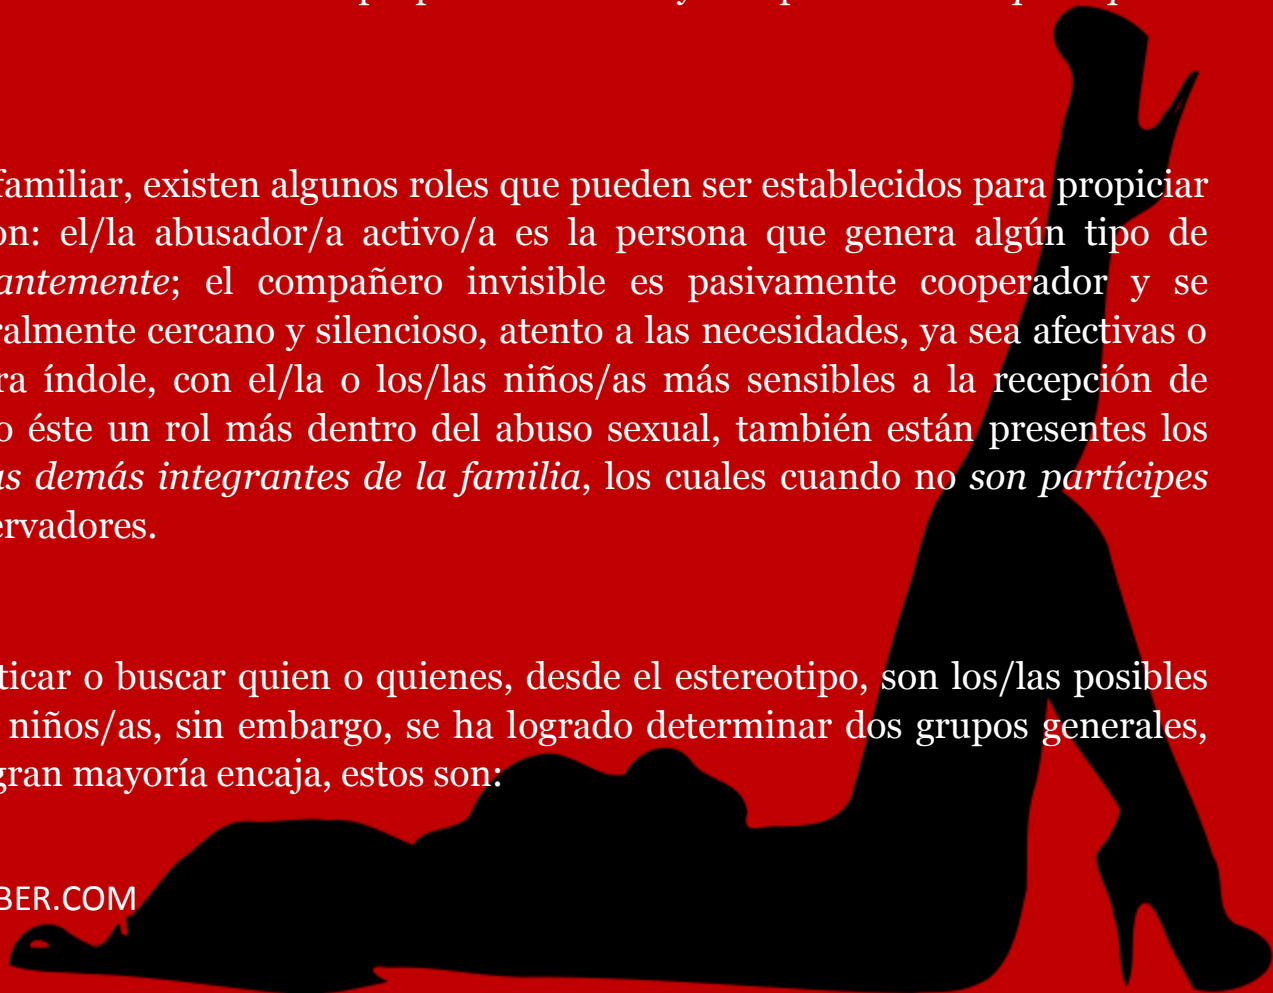 familiar, existen algunos roles que pueden ser establecidos para propiciar
on: el/la abusador/a activo/a es la persona que genera algún tipo de
antemente; el compañero invisible es pasivamente cooperador y se
ralmente cercano y silencioso, atento a las necesidades, ya sea afectivas o
ra índole, con el/la o los/las niños/as más sensibles a la recepción de
o éste un rol más dentro del abuso sexual, también están presentes los
as demás integrantes de la familia, los cuales cuando no son partícipes
ervadores.
ticar o buscar quien o quienes, desde el estereotipo, son los/las posibles
niños/as, sin embargo, se ha logrado determinar dos grupos generales,
gran mayoría encaja, estos son:
BER.COM